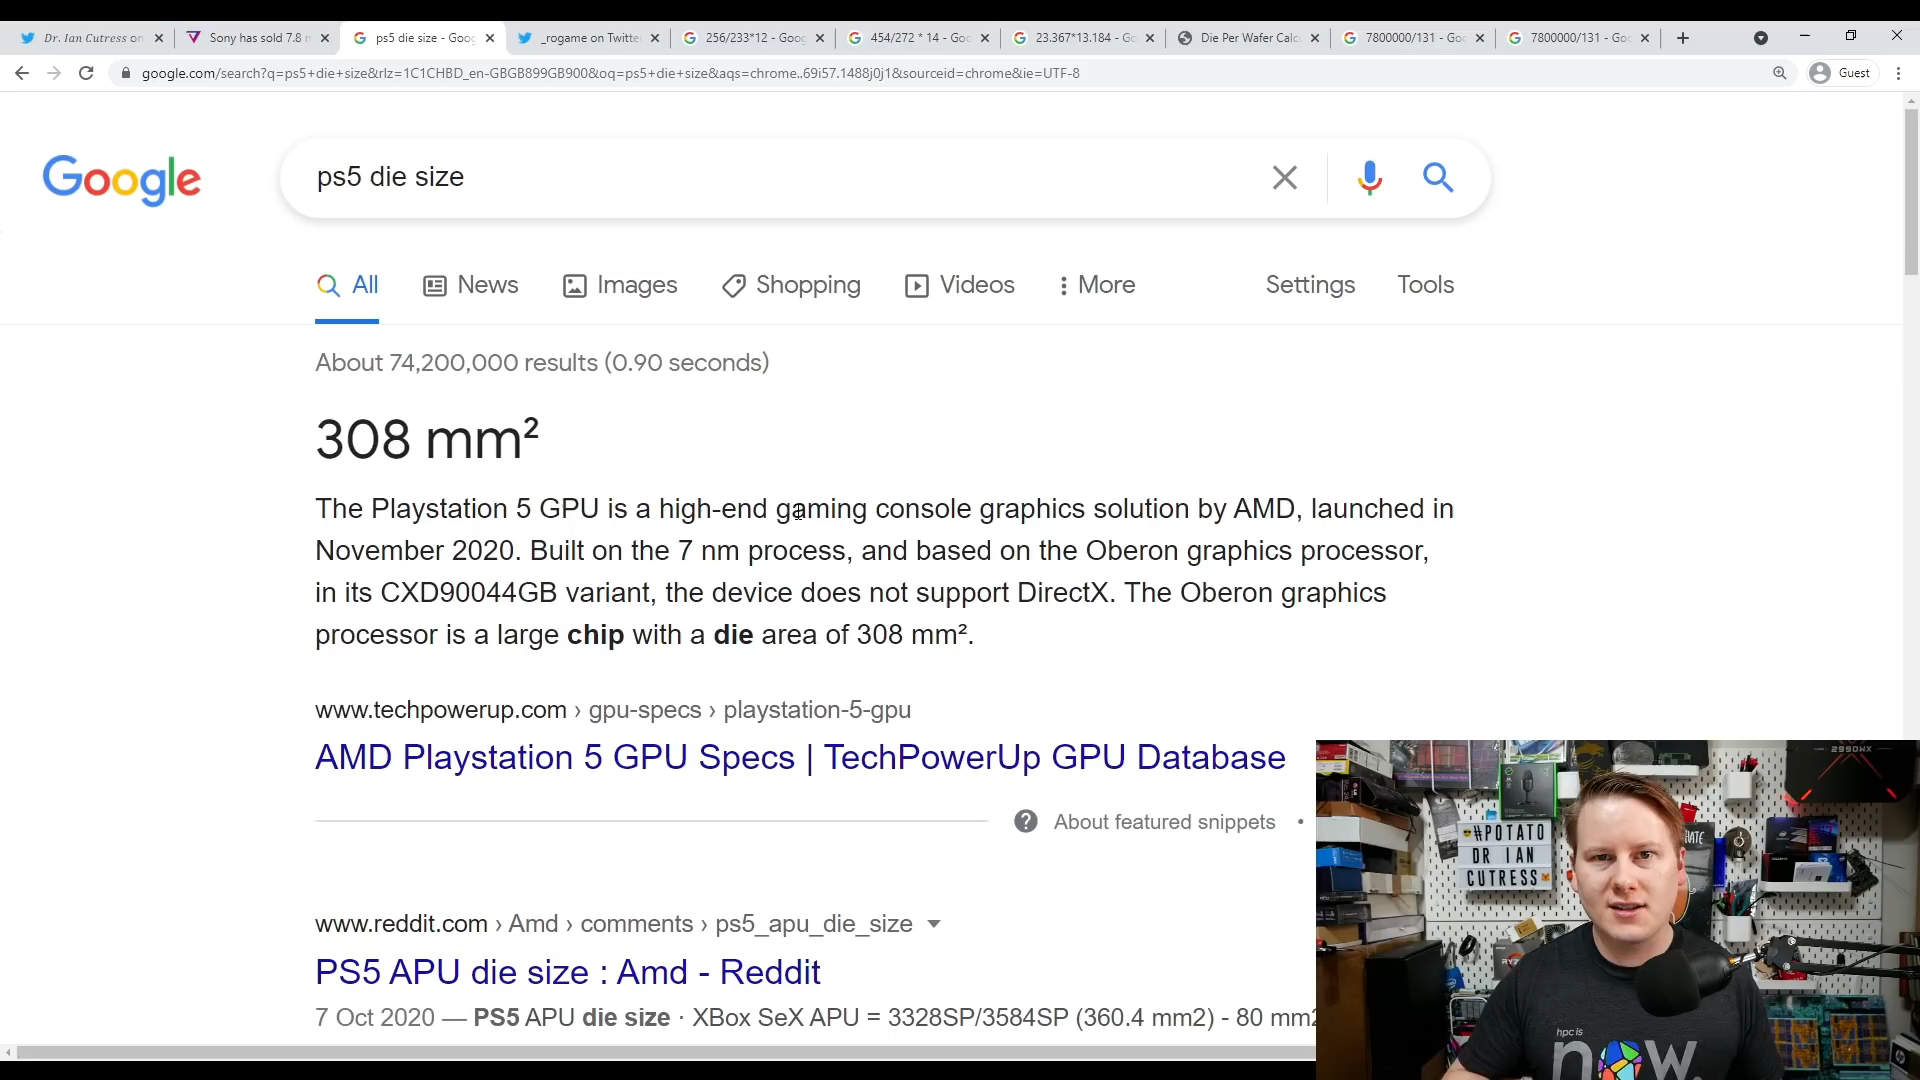 Dr. Ian Cutress on
Sony has sold 7.8 m
ps5 die size - Goog
_rogame on Twitte
256/233*12 - Goog
454/272 * 14 - Goo
23.367*13.184 - Go
Die Per Wafer Calcu
7800000/131 - Goo
7800000/131 - Goo
google.com/search?q=ps5+die+size&rlz=1C1CHBD_en-GBGB899GB900&oq=ps5+die+size&aqs=chrome..69i57.1488j0j1&sourceid=chrome&ie=UTF-8
Guest
Google
ps5 die size
All
News
Images
Shopping
Videos
More
Settings
Tools
About 74,200,000 results (0.90 seconds)
308 mm²
The Playstation 5 GPU is a high-end gaming console graphics solution by AMD, launched in
November 2020. Built on the 7 nm process, and based on the Oberon graphics processor,
in its CXD90044GB variant, the device does not support DirectX. The Oberon graphics
processor is a large chip with a die area of 308 mm².
www.techpowerup.com › gpu-specs › playstation-5-gpu
AMD Playstation 5 GPU Specs | TechPowerUp GPU Database
About featured snippets •
www.reddit.com › Amd › comments › ps5_apu_die_size
PS5 APU die size : Amd - Reddit
7 Oct 2020 — PS5 APU die size · XBox SeX APU = 3328SP/3584SP (360.4 mm2) - 80 mm2
2990WX
#POTATO
DR IAN
CUTRESS
RYZ
hpc is
now.